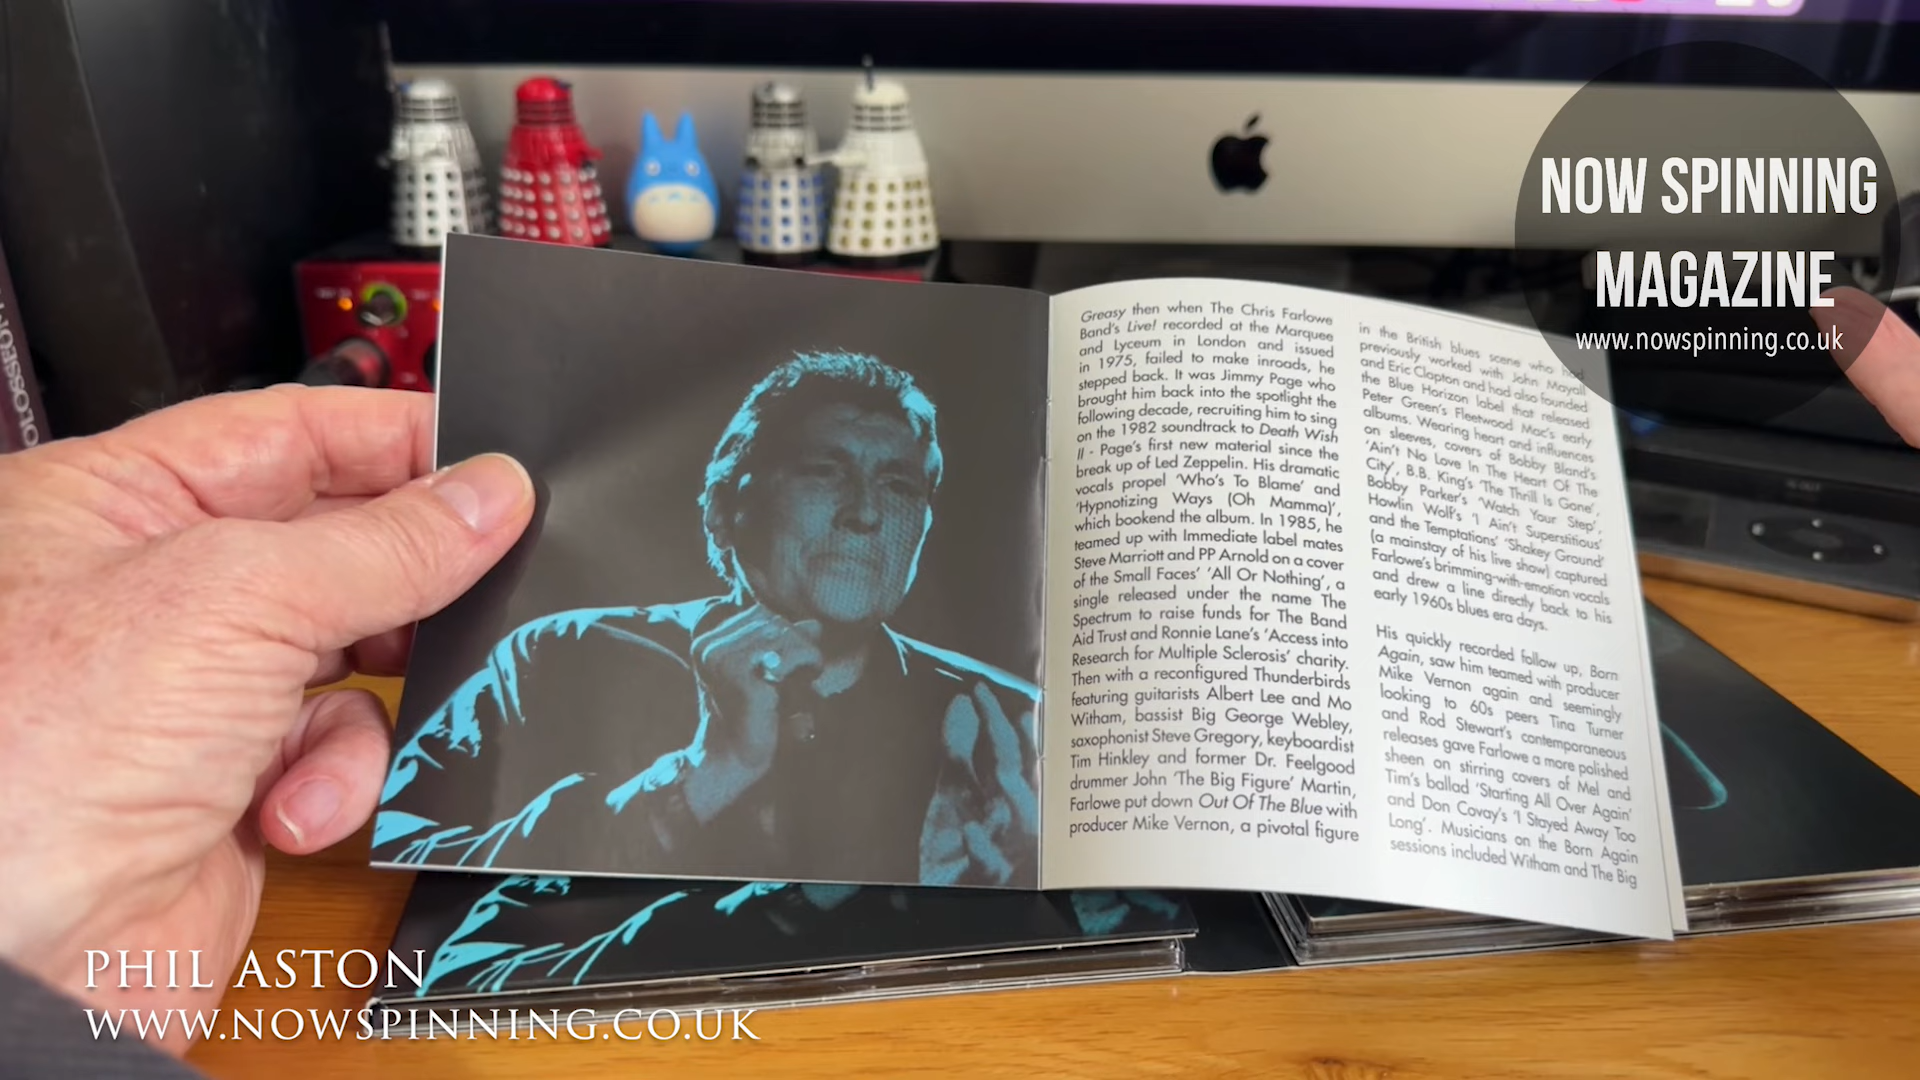 NOW SPINNING
MAGAZINE
www.nowspinning.co.uk
Greasy then when The Chris Farlowe
Band's Live! recorded at the Marquee
and Lyceum in London and issued
in 1975, failed to make inroads, he
stepped back. It was Jimmy Page who
brought him back into the spotlight the
following decade, recruiting him to sing
on the 1982 soundtrack to Death Wish
II - Page's first new material since the
break up of Led Zeppelin. His dramatic
vocals propel 'Who's To Blame' and
'Hypnotizing Ways (Oh Mamma)',
which bookend the album. In 1985, he
teamed up with Immediate label mates
Steve Marriott and PP Arnold on a cover
of the Small Faces' 'All Or Nothing', a
single released under the name The
Spectrum to raise funds for The Band
Aid Trust and Ronnie Lane's 'Access into
Research for Multiple Sclerosis' charity.
Then with a reconfigured Thunderbirds
featuring guitarists Albert Lee and Mo
Witham, bassist Big George Webley,
saxophonist Steve Gregory, keyboardist
Tim Hinkley and former Dr. Feelgood
drummer John 'The Big Figure' Martin,
Farlowe put down Out Of The Blue with
producer Mike Vernon, a pivotal figure
in the British blues scene who had
previously worked with John Mayall
and Eric Clapton and had also founded
the Blue Horizon label that released
Peter Green's Fleetwood Mac's early
albums. Wearing heart and influences
on sleeves, covers of Bobby Bland's
'Ain't No Love In The Heart Of The
City', B.B. King's 'The Thrill Is Gone',
Bobby Parker's 'Watch Your Step',
Howlin Wolf's 'I Ain't Superstitious'
and the Temptations' 'Shakey Ground'
(a mainstay of his live show) captured
Farlowe's brimming-with-emotion vocals
and drew a line directly back to his
early 1960s blues era days.
His quickly recorded follow up, Born
Again, saw him teamed with producer
Mike Vernon again and seemingly
looking to 60s peers Tina Turner
and Rod Stewart's contemporaneous
releases gave Farlowe a more polished
sheen on stirring covers of Mel and
Tim's ballad 'Starting All Over Again'
and Don Covay's 'I Stayed Away Too
Long'. Musicians on the Born Again
sessions included Witham and The Big
PHIL ASTON
WWW.NOWSPINNING.CO.UK